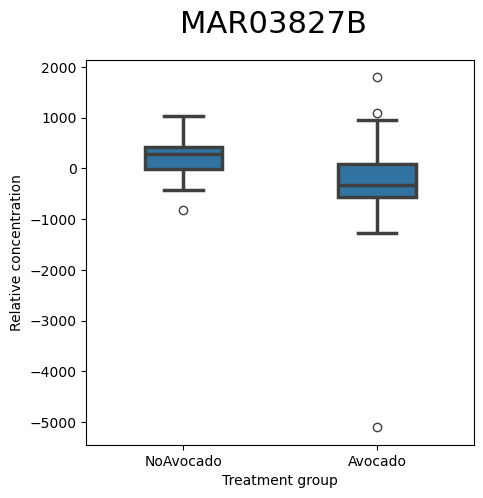 MAR03827B
2000
1000
0
−1000
−2000
−3000
−4000
−5000
Relative concentration
NoAvocado Avocado
Treatment group